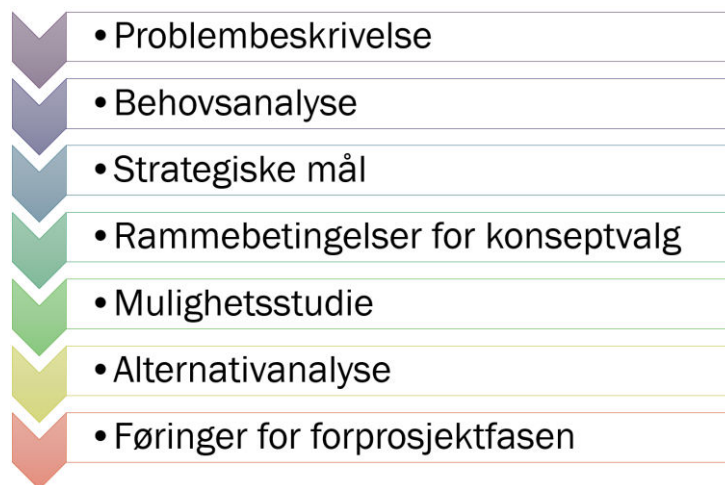 • Problembeskrivelse
• Behovsanalyse
• Strategiske mål
• Rammebetingelser for konseptvalg
• Mulighetsstudie
• Alternativanalyse
• Føringer for forprosjektfasen